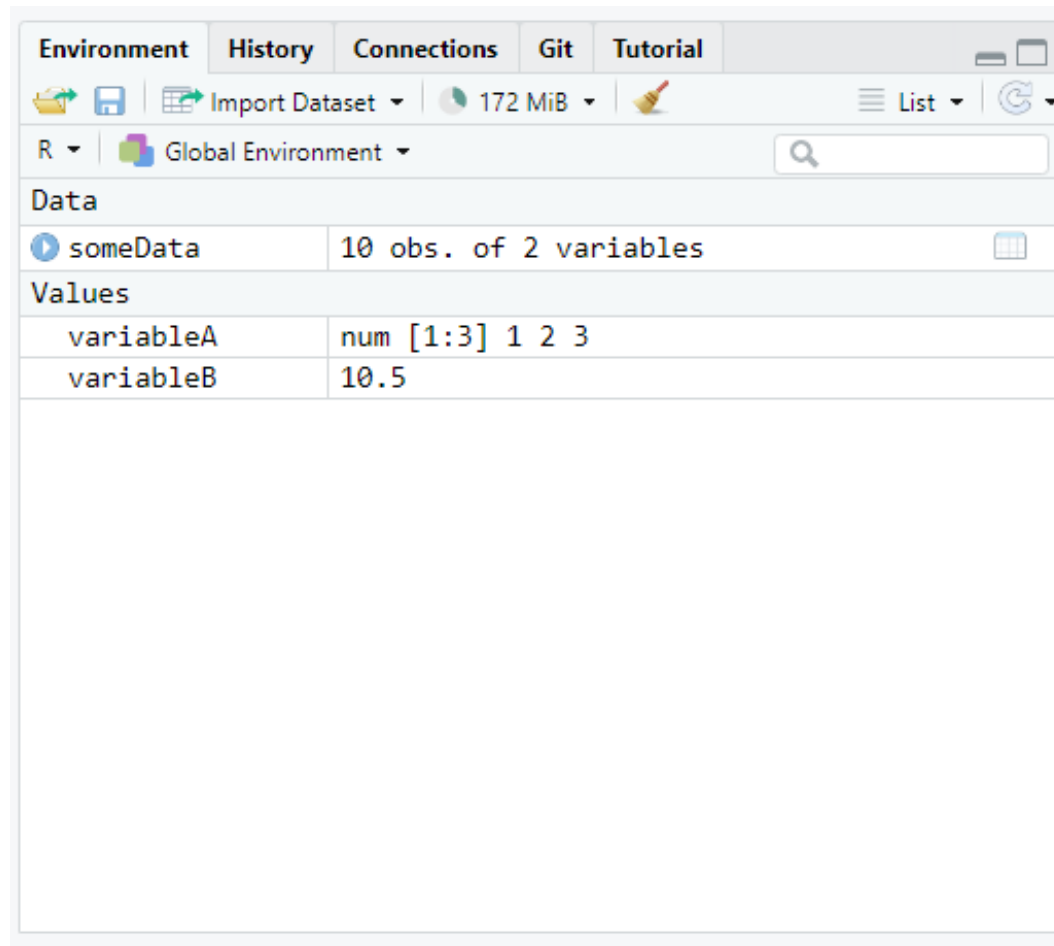 Environment History Connections Git Tutorial
Import Dataset 172 MiB List
R Global Environment
Data
someData 10 obs. of 2 variables
Values
variableA num [1:3] 1 2 3
variableB 10.5